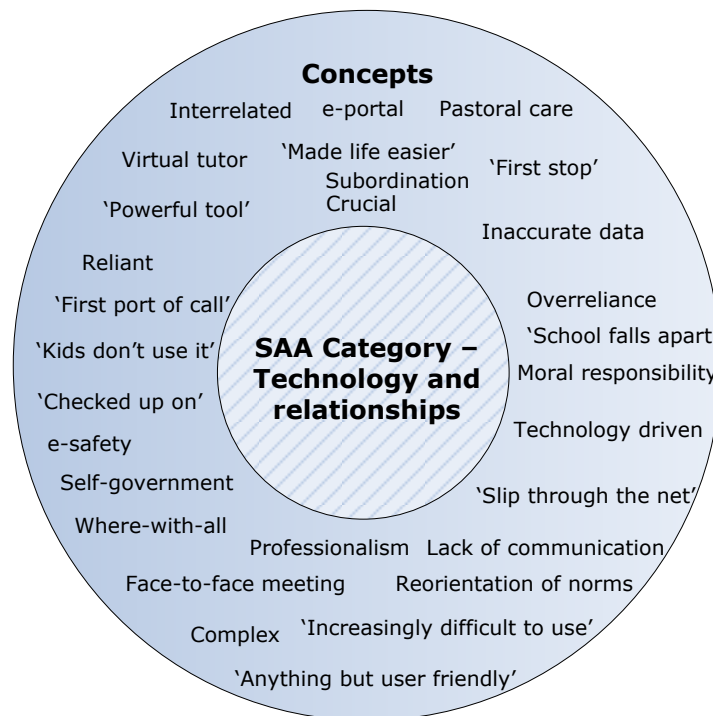 Concepts
Interrelated e-portal Pastoral care
Virtual tutor ‘Made life easier’ ‘First stop’
Subordination
‘Powerful tool’ Crucial
Inaccurate data
Reliant
‘First port of call’ Overreliance
‘School falls apart
‘Kids don’t use it’ SAA Category –
Technology and Moral responsibility
‘Checked up on’ relationships
e-safety Technology driven
Self-government
‘Slip through the net’
Where-with-all
Professionalism Lack of communication
Face-to-face meeting Reorientation of norms
Complex ‘Increasingly difficult to use’
‘Anything but user friendly’